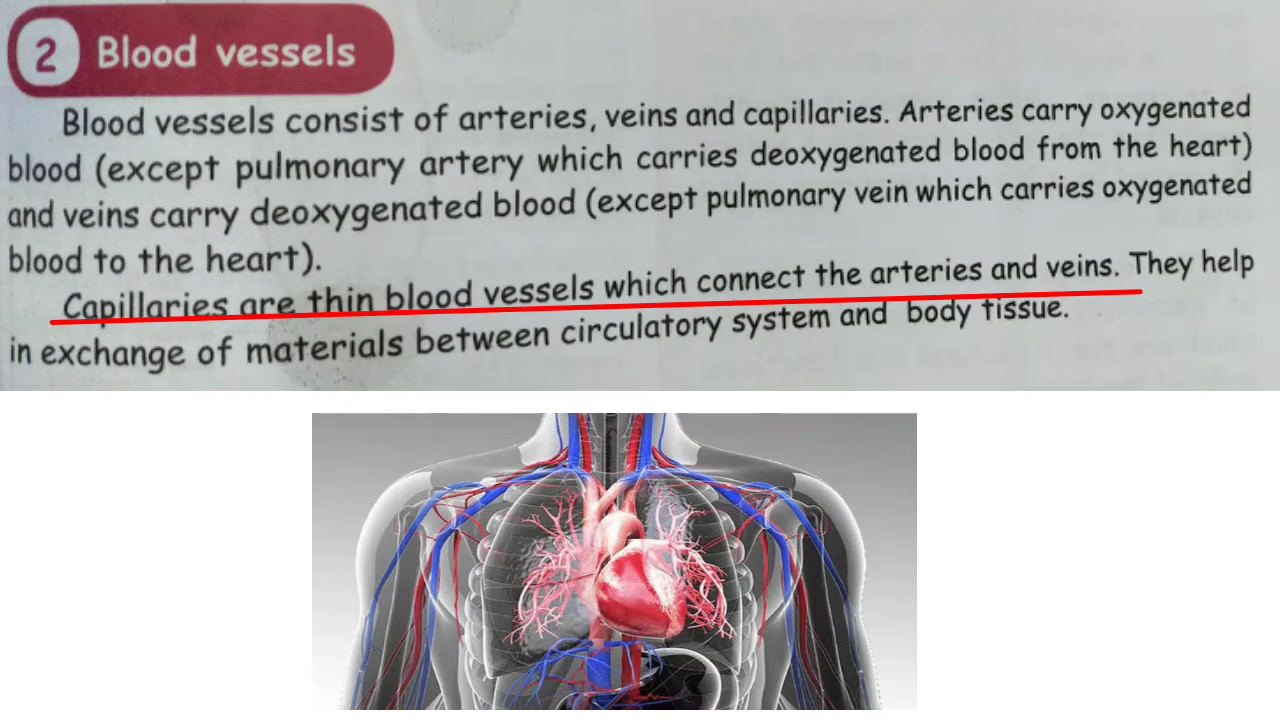 2 Blood vessels
Blood vessels consist of arteries, veins and capillaries. Arteries carry oxygenated
blood (except pulmonary artery which carries deoxygenated blood from the heart)
and veins carry deoxygenated blood (except pulmonary vein which carries oxygenated
blood to the heart).
Capillaries are thin blood vessels which connect the arteries and veins. They help
in exchange of materials between circulatory system and body tissue.